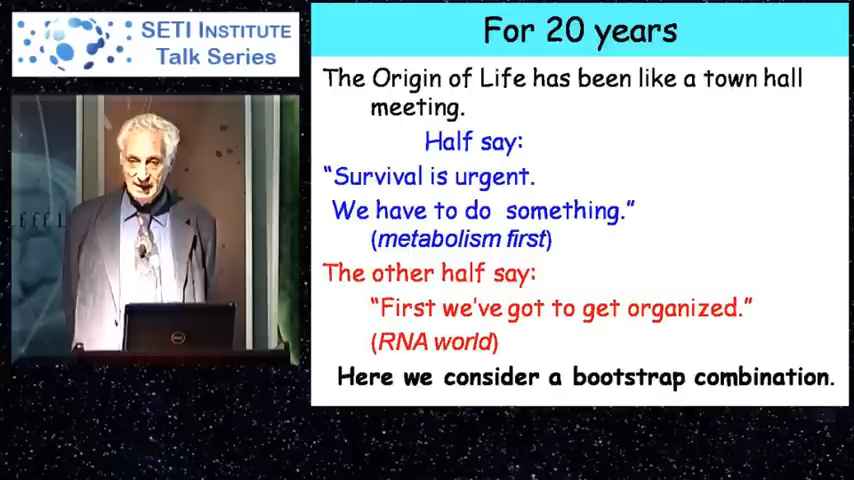 SETI INSTITUTE
Talk Series
For 20 years
The Origin of Life has been like a town hall
meeting.
Half say:
“Survival is urgent.
We have to do something.”
(metabolism first)
The other half say:
“First we've got to get organized.”
(RNA world)
Here we consider a bootstrap combination.